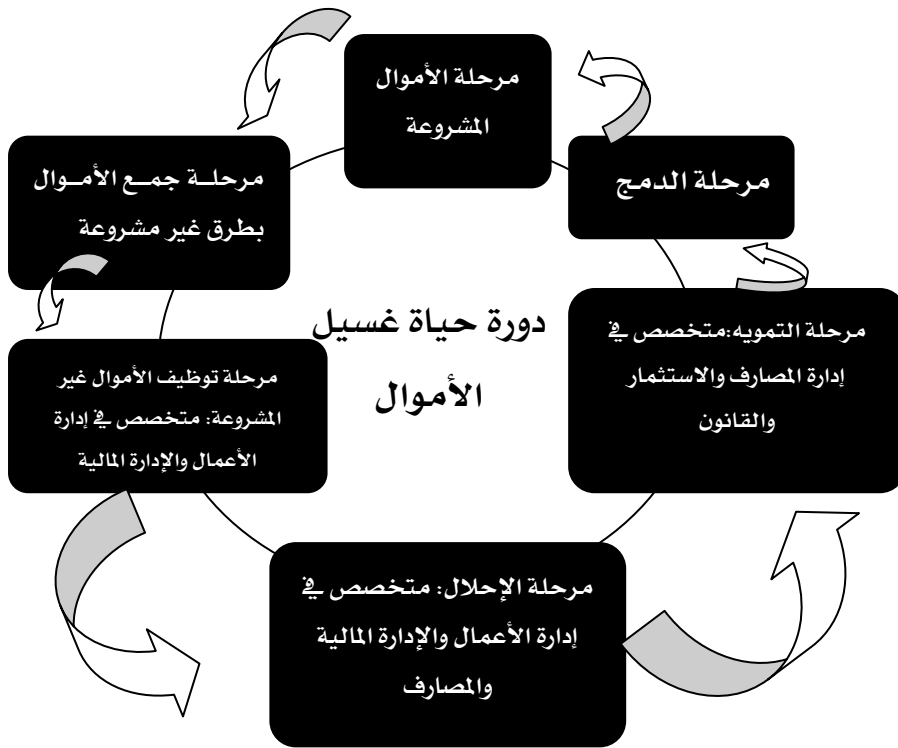 مرحلة الأموال
المشروعة
مرحلة جمع الأموال
بطرق غير مشروعة
مرحلة الدمج
دورة حياة غسيل
الأموال
مرحلة توظيف الأموال غير
المشروعة: متخصص في إدارة
الأعمال والإدارة المالية
مرحلة التمويه:متخصص في
إدارة المصارف والاستثمار
والقانون
مرحلة الإحلال: متخصص في
إدارة الأعمال والإدارة المالية
والمصارف